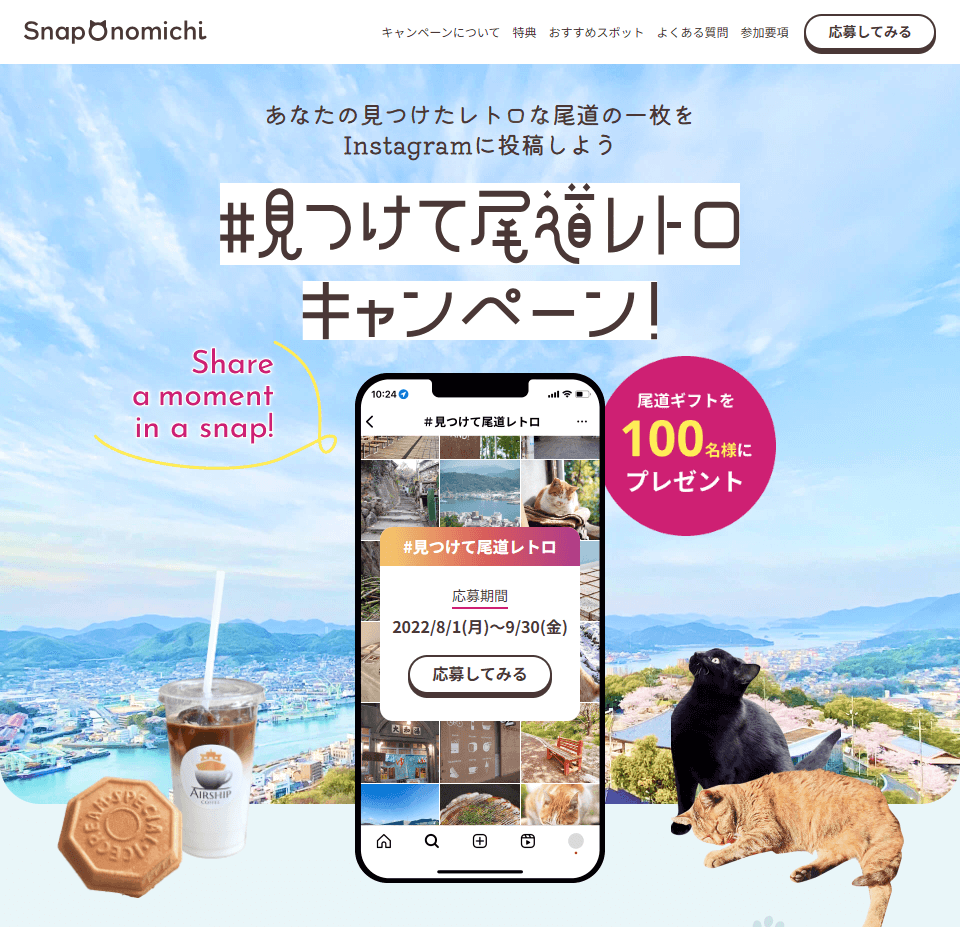 SnapOnomichi
キャンペーンについて 特典 おすすめスポット よくある質問 参加要項 応募してみる
あなたの見つけたレトロな尾道の一枚を
Instagramに投稿しよう
#見つけて尾道レトロ
キャンペーン!
Share
a moment
in a snap!
10:24
#見つけて尾道レトロ
尾道ギフトを
100名様に
プレゼント
#見つけて尾道レトロ
応募期間
2022/8/1(月)〜9/30(金)
応募してみる
AIRSHIP
COFFEE
SPECIAL ICECREAM